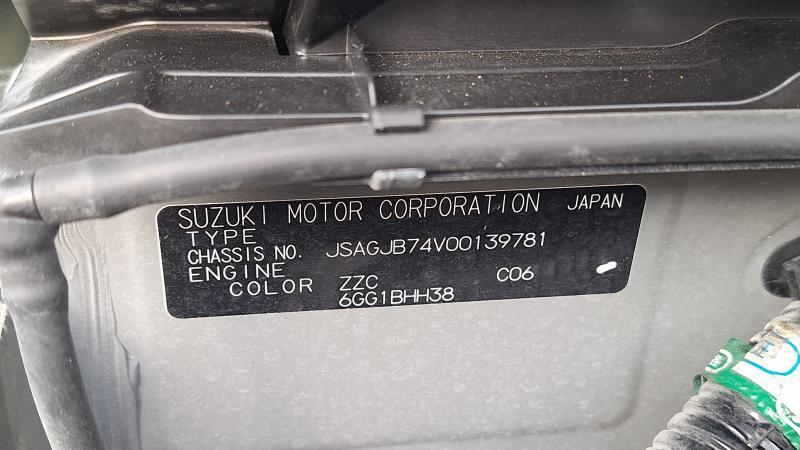 SUZUKI MOTOR CORPORATION JAPAN
TYPE
CHASSIS NO. JSAGJB74V00139781
ENGINE
COLOR ZZC C06
6GG1BHH38